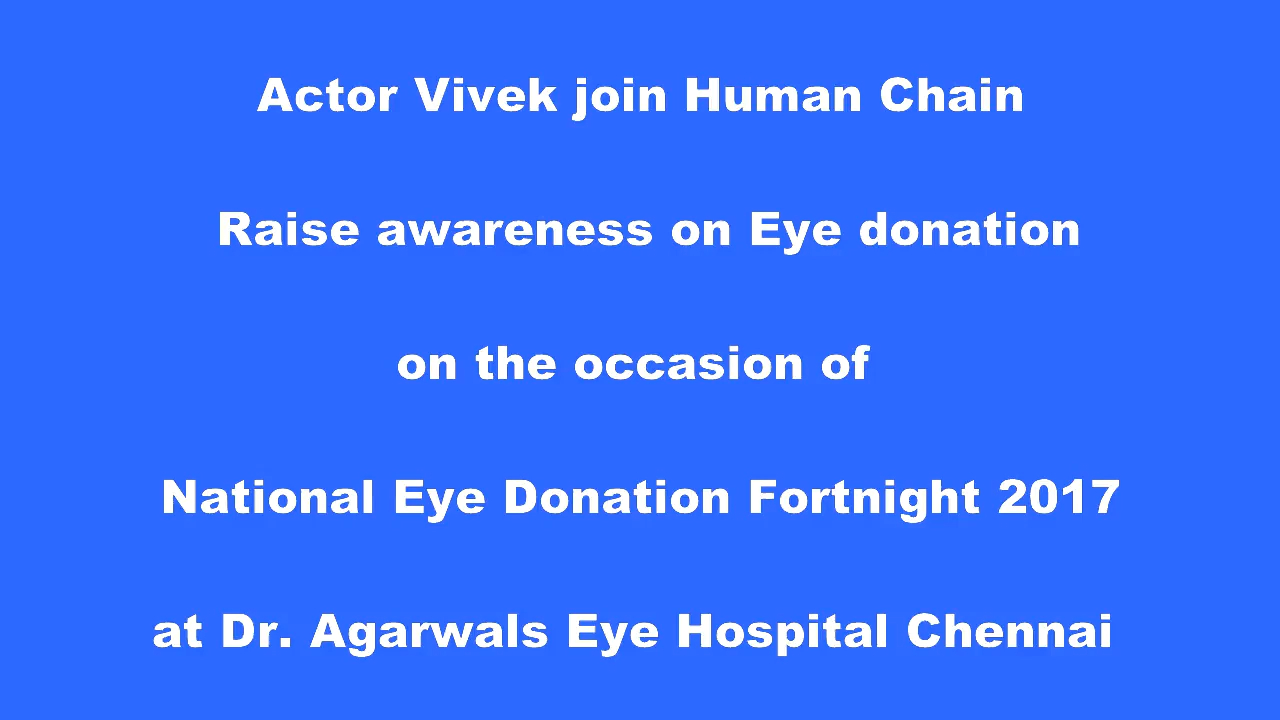 Actor Vivek join Human Chain
Raise awareness on Eye donation
on the occasion of
National Eye Donation Fortnight 2017
at Dr. Agarwals Eye Hospital Chennai